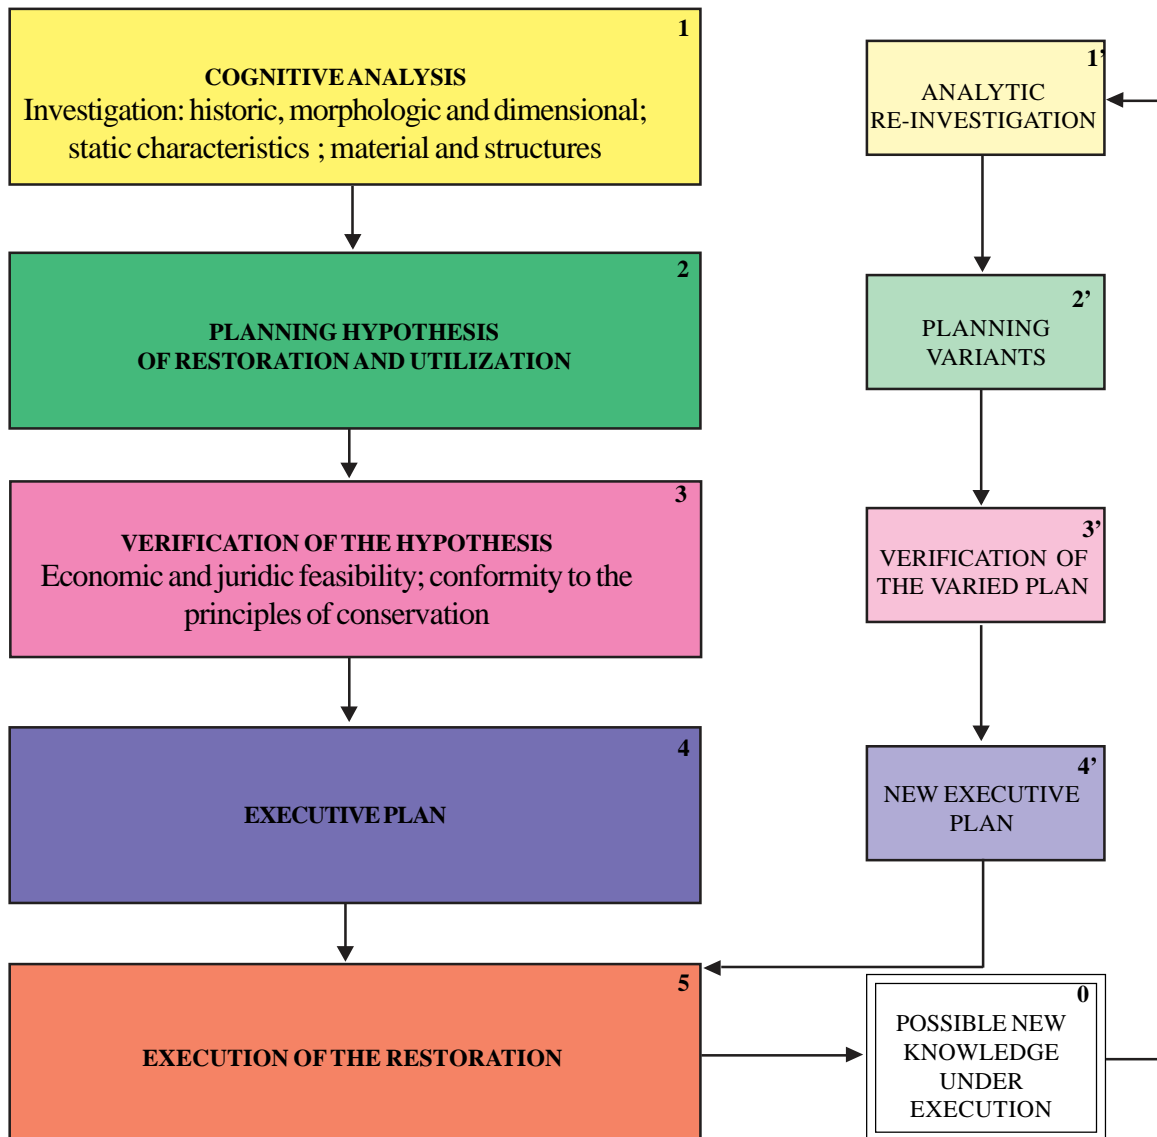 1
COGNITIVE ANALYSIS
Investigation: historic, morphologic and dimensional;
static characteristics ; material and structures
2
PLANNING HYPOTHESIS
OF RESTORATION AND UTILIZATION
3
VERIFICATION OF THE HYPOTHESIS
Economic and juridic feasibility; conformity to the
principles of conservation
4
EXECUTIVE PLAN
5
EXECUTION OF THE RESTORATION
1'
ANALYTIC
RE-INVESTIGATION
2'
PLANNING
VARIANTS
3'
VERIFICATION OF
THE VARIED PLAN
4'
NEW EXECUTIVE
PLAN
0
POSSIBLE NEW
KNOWLEDGE
UNDER
EXECUTION